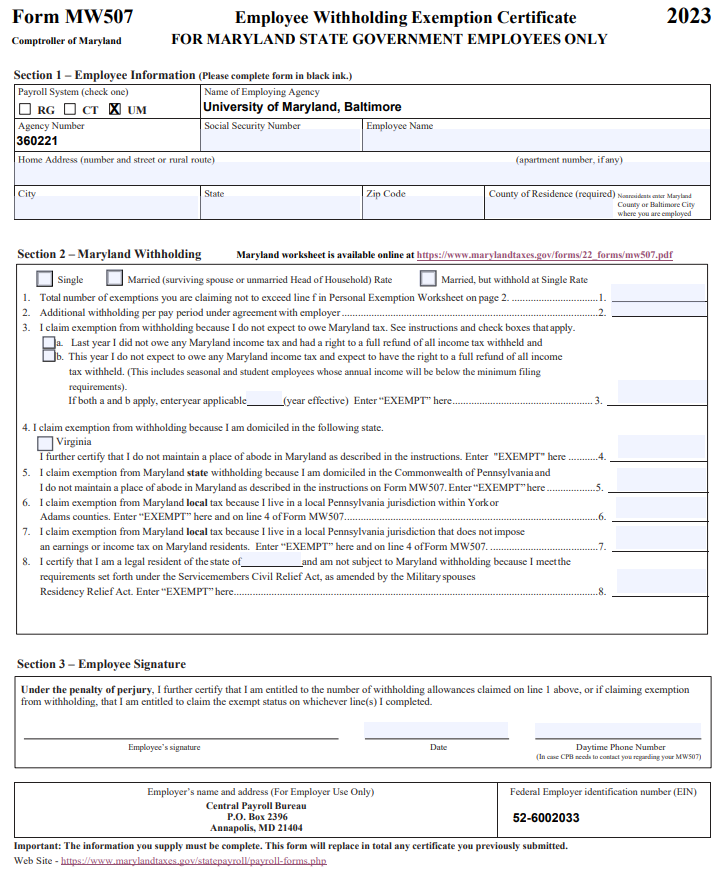 Form MW507
Employee Withholding Exemption Certificate
2023
Comptroller of Maryland
FOR MARYLAND STATE GOVERNMENT EMPLOYEES ONLY
Section 1 – Employee Information (Please complete form in black ink.)
Payroll System (check one)
RG CT X UM
Name of Employing Agency
University of Maryland, Baltimore
Agency Number
360221
Social Security Number
Employee Name
Home Address (number and street or rural route)
(apartment number, if any)
City
State
Zip Code
County of Residence (required) Nonresidents enter Maryland
County or Baltimore City
where you are employed
Section 2 – Maryland Withholding
Maryland worksheet is available online at https://www.marylandtaxes.gov/forms/22_forms/mw507.pdf
Single Married (surviving spouse or unmarried Head of Household) Rate Married, but withhold at Single Rate
1. Total number of exemptions you are claiming not to exceed line f in Personal Exemption Worksheet on page 2. ........................1.
2. Additional withholding per pay period under agreement with employer........................2.
3. I claim exemption from withholding because I do not expect to owe Maryland tax. See instructions and check boxes that apply.
a. Last year I did not owe any Maryland income tax and had a right to a full refund of all income tax withheld and
b. This year I do not expect to owe any Maryland income tax and expect to have the right to a full refund of all income
tax withheld. (This includes seasonal and student employees whose annual income will be below the minimum filing
requirements).
If both a and b apply, enter year applicable ______ (year effective) Enter “EXEMPT” here........................ 3.
4. I claim exemption from withholding because I am domiciled in the following state.
Virginia
I further certify that I do not maintain a place of abode in Maryland as described in the instructions. Enter "EXEMPT" here ........4.
5. I claim exemption from Maryland state withholding because I am domiciled in the Commonwealth of Pennsylvania and
I do not maintain a place of abode in Maryland as described in the instructions on Form MW507. Enter “EXEMPT” here ............5.
6. I claim exemption from Maryland local tax because I live in a local Pennsylvania jurisdiction within York or
Adams counties. Enter “EXEMPT” here and on line 4 of Form MW507........................6.
7. I claim exemption from Maryland local tax because I live in a local Pennsylvania jurisdiction that does not impose
an earnings or income tax on Maryland residents. Enter “EXEMPT” here and on line 4 of Form MW507. ........................7.
8. I certify that I am a legal resident of the state of __________ and am not subject to Maryland withholding because I meet the
requirements set forth under the Servicemembers Civil Relief Act, as amended by the Military spouses
Residency Relief Act. Enter “EXEMPT” here........................8.
Section 3 – Employee Signature
Under the penalty of perjury, I further certify that I am entitled to the number of withholding allowances claimed on line 1 above, or if claiming exemption
from withholding, that I am entitled to claim the exempt status on whichever line(s) I completed.
Employee’s signature
Date
Daytime Phone Number
(In case CPB needs to contact you regarding your MW507)
Employer’s name and address (For Employer Use Only)
Central Payroll Bureau
P.O. Box 2396
Annapolis, MD 21404
Federal Employer identification number (EIN)
52-6002033
Important: The information you supply must be complete. This form will replace in total any certificate you previously submitted.
Web Site - https://www.marylandtaxes.gov/statepayroll/payroll-forms.php